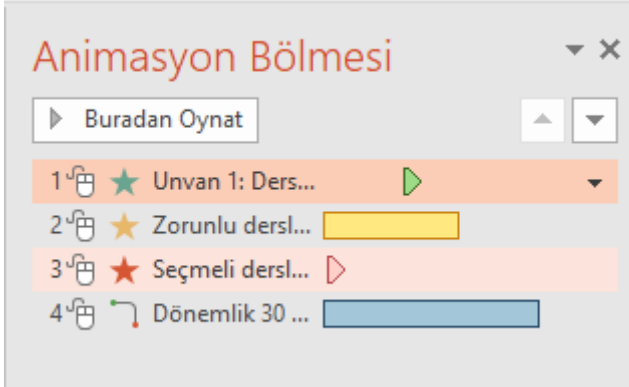 Animasyon Bölmesi
Buradan Oynat
1 Unvan 1: Ders...
2 Zorunlu dersl...
3 Seçmeli dersl...
4 Dönemlik 30 ...